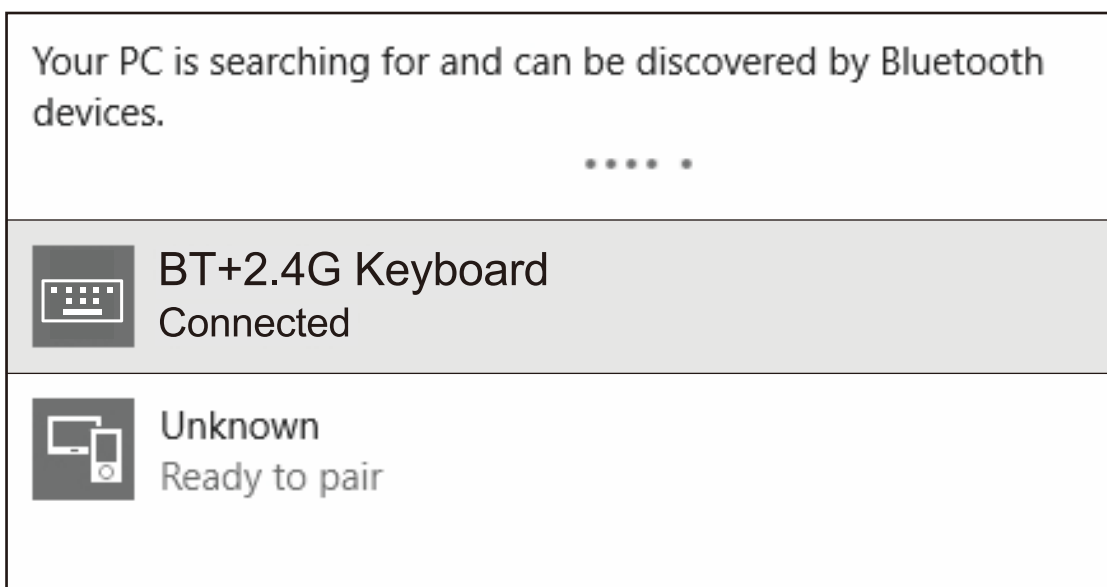 Your PC is searching for and can be discovered by Bluetooth
devices.
BT+2.4G Keyboard
Connected
Unknown
Ready to pair